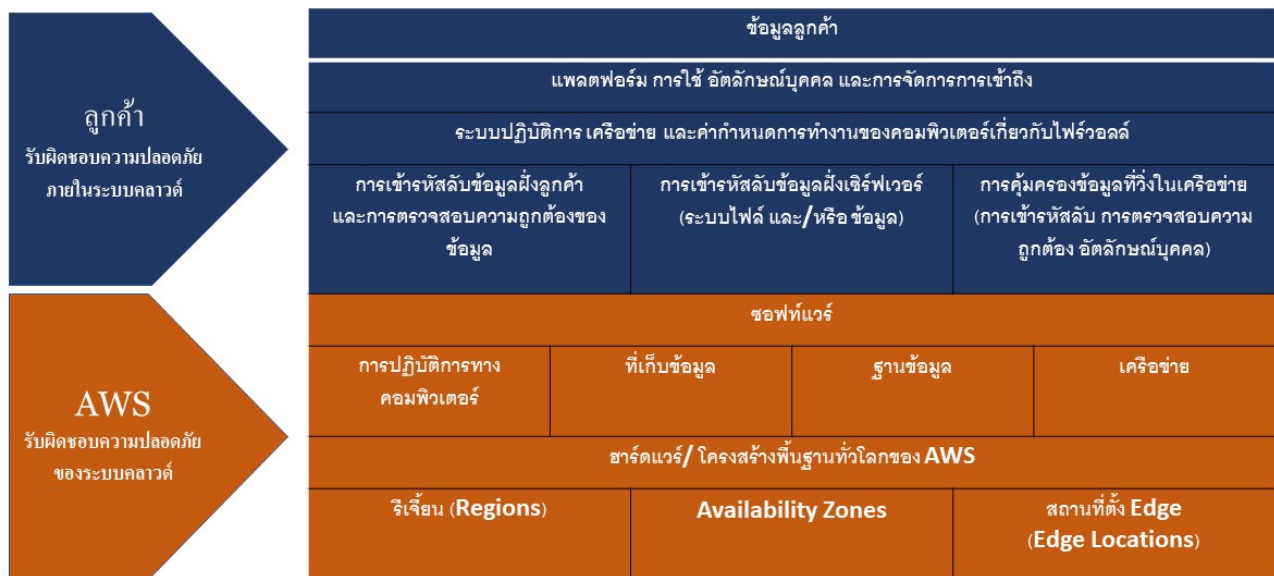 ลูกค้า
รับผิดชอบความปลอดภัย
ภายในระบบคลาวด์
ข้อมูลลูกค้า
แพลตฟอร์ม การใช้ อัตลักษณ์บุคคล และการจัดการการเข้าถึง
ระบบปฏิบัติการ เครือข่าย และค่ากำหนดการทำงานของคอมพิวเตอร์เกี่ยวกับไฟร์วอลล์
การเข้ารหัสลับข้อมูลฝั่งลูกค้า
และการตรวจสอบความถูกต้องของ
ข้อมูล
การเข้ารหัสลับข้อมูลฝั่งเซิร์ฟเวอร์
(ระบบไฟล์ และ/หรือ ข้อมูล)
การคุ้มครองข้อมูลที่วิ่งในเครือข่าย
(การเข้ารหัสลับ การตรวจสอบความ
ถูกต้อง อัตลักษณ์บุคคล)
AWS
รับผิดชอบความปลอดภัย
ของระบบคลาวด์
ซอฟท์แวร์
การปฏิบัติการทาง
คอมพิวเตอร์
ที่เก็บข้อมูล
ฐานข้อมูล
เครือข่าย
ฮาร์ดแวร์/ โครงสร้างพื้นฐานทั่วโลกของ AWS
รีเจี้ยน (Regions)
Availability Zones
สถานที่ตั้ง Edge
(Edge Locations)